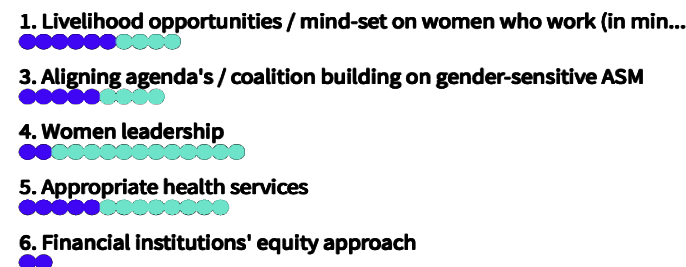 1. Livelihood opportunities / mind-set on women who work (in min...
3. Aligning agenda's / coalition building on gender-sensitive ASM
4. Women leadership
5. Appropriate health services
6. Financial institutions' equity approach